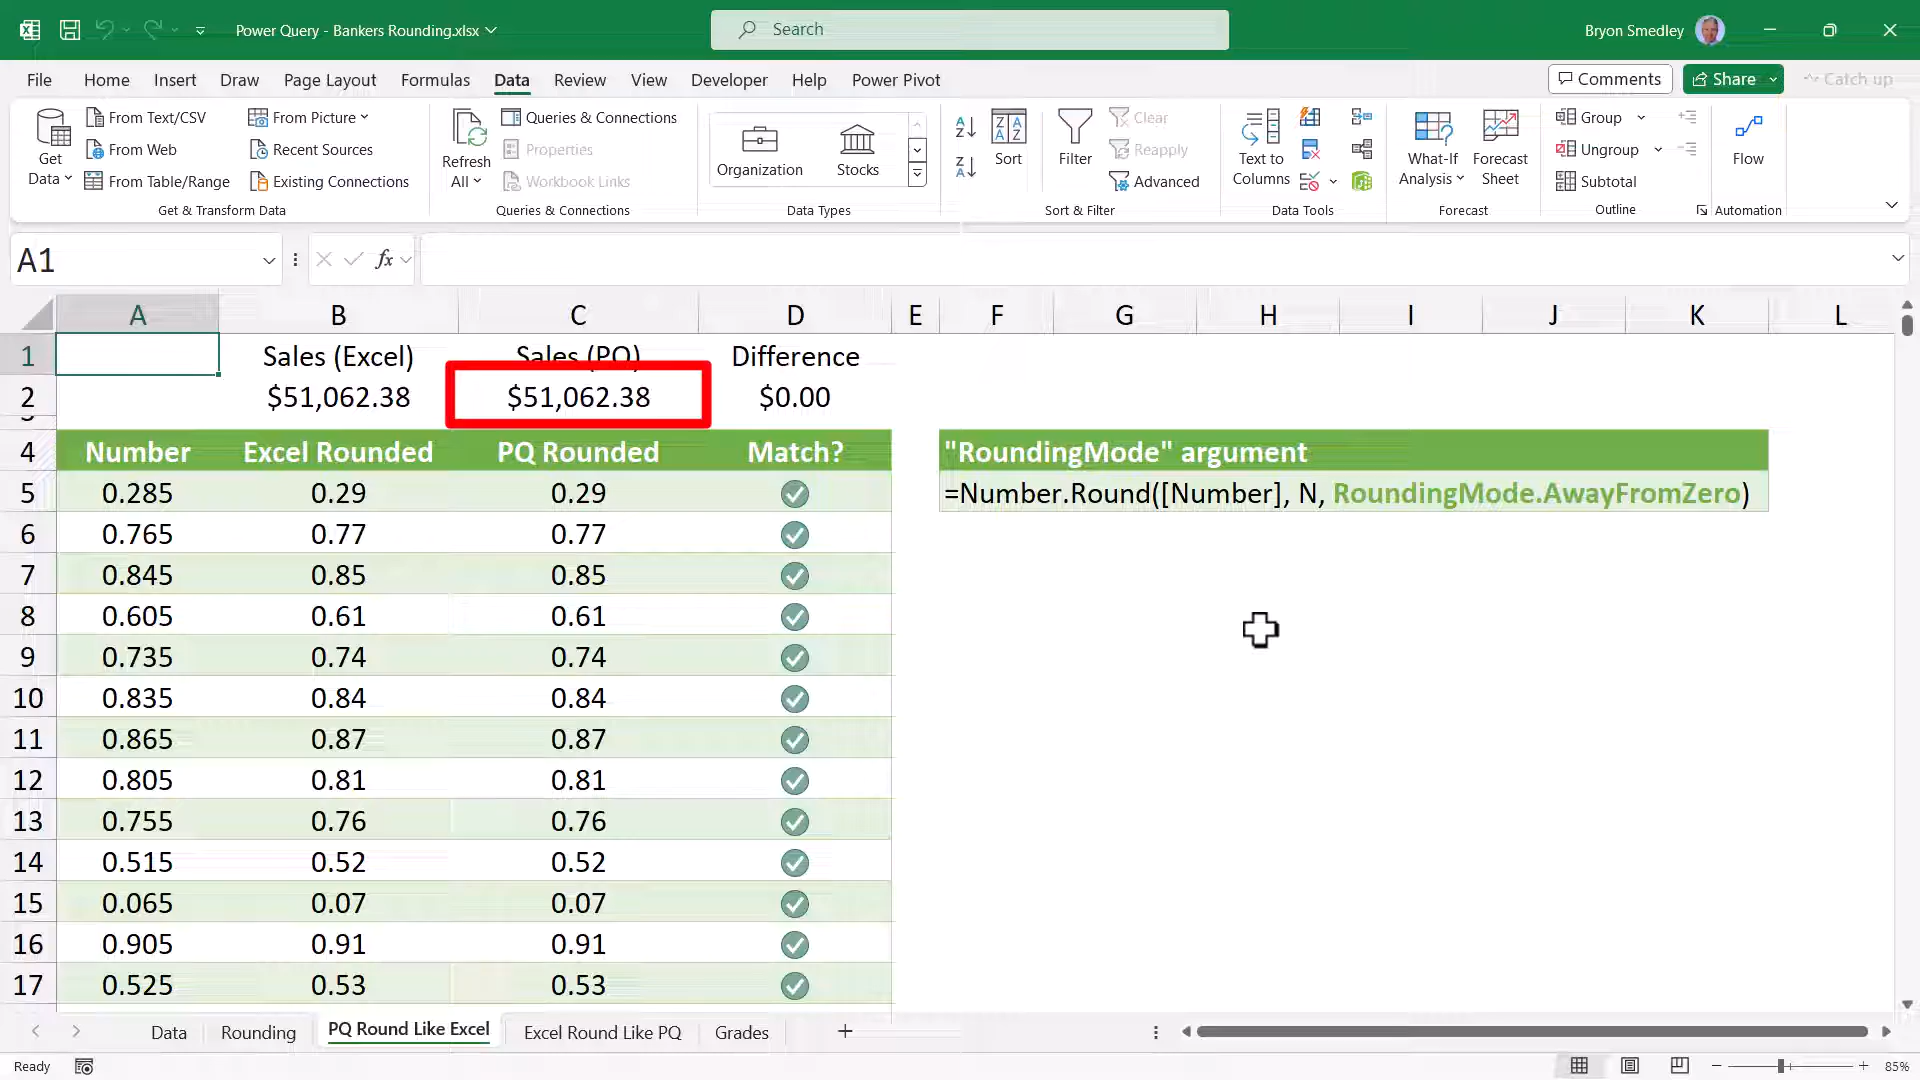 Power Query - Bankers Rounding.xlsx
Search
Bryon Smedley
File Home Insert Draw Page Layout Formulas Data Review View Developer Help Power Pivot
Comments Share Catch up
Get Data
From Text/CSV
From Web
From Table/Range
From Picture
Recent Sources
Existing Connections
Get & Transform Data
Refresh All
Queries & Connections
Properties
Workbook Links
Queries & Connections
Organization
Stocks
Data Types
Sort
Filter
Clear
Reapply
Advanced
Sort & Filter
Text to Columns
Data Tools
What-If Analysis
Forecast Sheet
Forecast
Group
Ungroup
Subtotal
Outline
Flow
Automation
A1
fx
A B C D E F G H I J K L
1 Sales (Excel) Sales (PQ) Difference
2 $51,062.38 $51,062.38 $0.00
4 Number Excel Rounded PQ Rounded Match? "RoundingMode" argument
5 0.285 0.29 0.29 =Number.Round([Number], N, RoundingMode.AwayFromZero)
6 0.765 0.77 0.77
7 0.845 0.85 0.85
8 0.605 0.61 0.61
9 0.735 0.74 0.74
10 0.835 0.84 0.84
11 0.865 0.87 0.87
12 0.805 0.81 0.81
13 0.755 0.76 0.76
14 0.515 0.52 0.52
15 0.065 0.07 0.07
16 0.905 0.91 0.91
17 0.525 0.53 0.53
Data Rounding PQ Round Like Excel Excel Round Like PQ Grades
Ready
85%